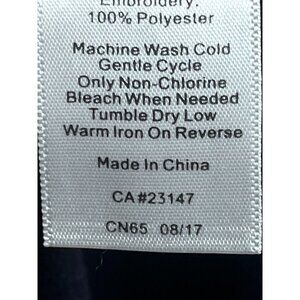 Embroidery:
100% Polyester
Machine Wash Cold
Gentle Cycle
Only Non-Chlorine
Bleach When Needed
Tumble Dry Low
Warm Iron On Reverse
Made In China
CA#23147
CN65 08/17